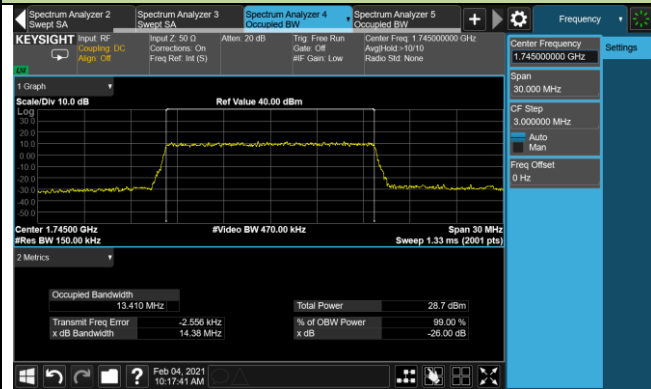 Spectrum Analyzer 2
Swept SA
Spectrum Analyzer 3
Swept SA
Spectrum Analyzer 4
Occupied BW
Spectrum Analyzer 5
Occupied BW
+
Frequency
KEYSIGHT
Input: RF
Coupling: DC
Align: Off
Input Z: 50 Ω
Corrections: On
Freq Ref: Int (S)
Atten: 20 dB
Trig: Free Run
Gate: Off
#IF Gain: Low
Center Freq: 1.745000000 GHz
Avg|Hold:>10/10
Radio Std: None
Center Frequency
1.745000000 GHz
Settings
Span
30.000 MHz
CF Step
3.000000 MHz
Auto
Man
Freq Offset
0 Hz
1 Graph
Scale/Div 10.0 dB
Ref Value 40.00 dBm
Log
30.0
20.0
10.0
0.00
-10.0
-20.0
-30.0
-40.0
-50.0
Center 1.74500 GHz
#Video BW 470.00 kHz
Span 30 MHz
#Res BW 150.00 kHz
Sweep 1.33 ms (2001 pts)
2 Metrics
Occupied Bandwidth
13.410 MHz
Total Power 28.7 dBm
Transmit Freq Error -2.556 kHz
% of OBW Power 99.00 %
x dB Bandwidth 14.38 MHz
x dB -26.00 dB
?
Feb 04, 2021
10:17:41 AM